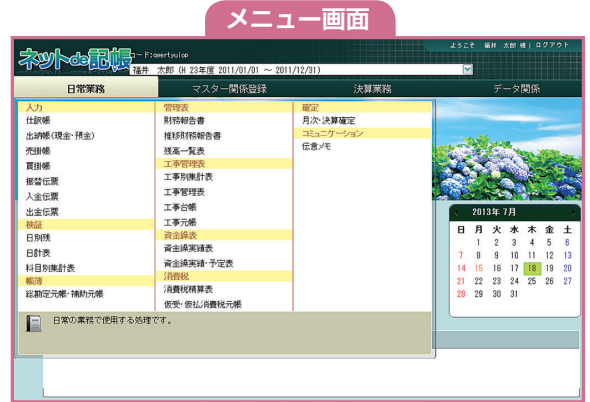 メニュー画面
ようこそ 福井 太郎 様 | ログアウト
ネットde記帳 コード:qwertyuiop
福井 太郎 (H 23年度 2011/01/01 ～ 2011/12/31)
日常業務 マスター関係登録 決算業務 データ関係
入力 管理表 確定
仕訳帳 財務報告書 月次・決算確定
出納帳(現金・預金) 推移財務報告書 コミュニケーション
売掛帳 残高一覧表 伝言メモ
買掛帳 工事管理表
振替伝票 工事別集計表
入金伝票 工事管理表
出金伝票 工事台帳
検証 工事元帳
日別残 資金繰表
日計表 資金繰実績表
科目別集計表 資金繰実績・予定表
帳簿 消費税
総勘定元帳・補助元帳 消費税精算表
仮受・仮払消費税元帳
日常の業務で使用する処理です。
2013年 7月
日 月 火 水 木 金 土
1 2 3 4 5 6
7 8 9 10 11 12 13
14 15 16 17 18 19 20
21 22 23 24 25 26 27
28 29 30 31